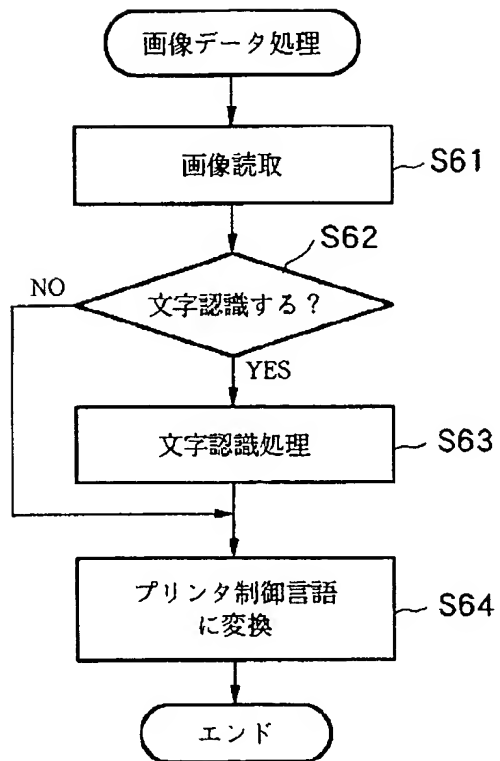 画像データ処理
画像読取
S61
S62
NO
文字認識する?
YES
文字認識処理
S63
プリンタ制御言語
に変換
S64
エンド